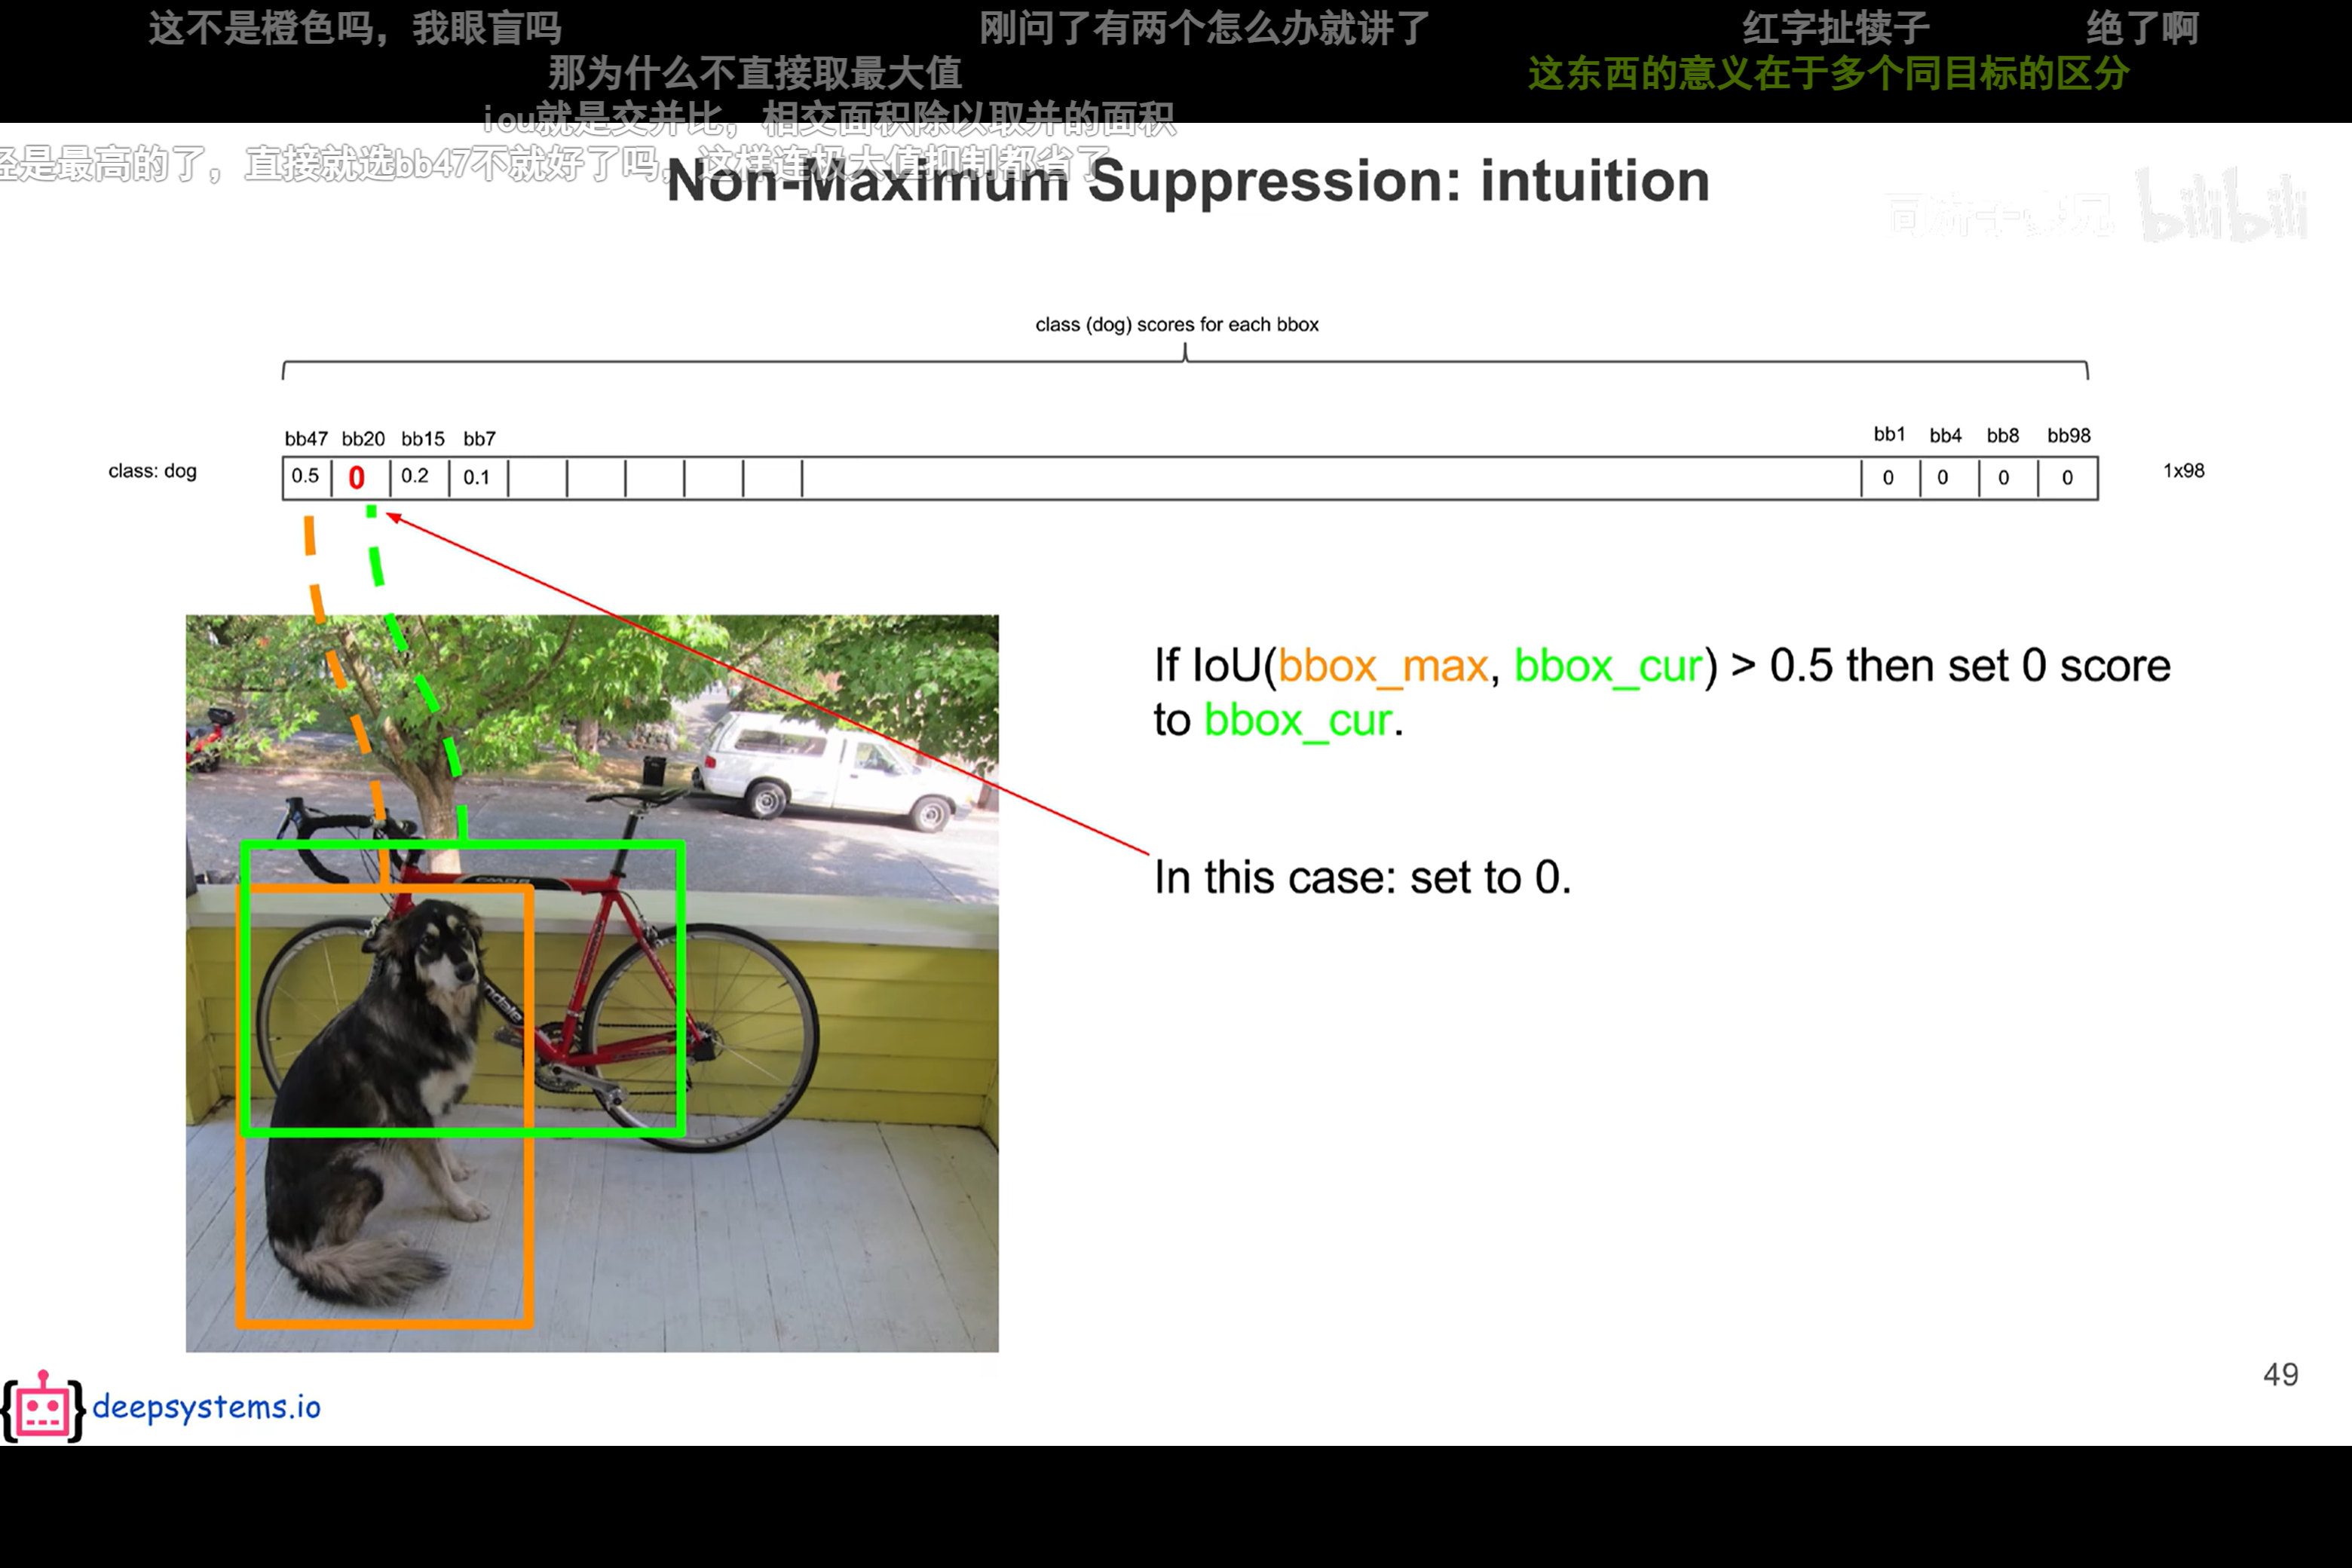 这不是橙色吗，我眼盲吗
刚问了有两个怎么办就讲了
红字扯犊子
绝了啊
那为什么不直接取最大值
这东西的意义在于多个同目标的区分
iou就是交并比，相交面积除以取并的面积
是最高的了，直接就选bb47不就好了吗，这样连极大值抑制都省了
Non-Maximum Suppression: intuition
bilibili
class (dog) scores for each bbox
bb47 bb20 bb15 bb7 bb1 bb4 bb8 bb98
class: dog 0.5 0 0.2 0.1 0 0 0 0 1x98
If IoU(bbox_max, bbox_cur) > 0.5 then set 0 score
to bbox_cur.
In this case: set to 0.
49
deepsystems.io